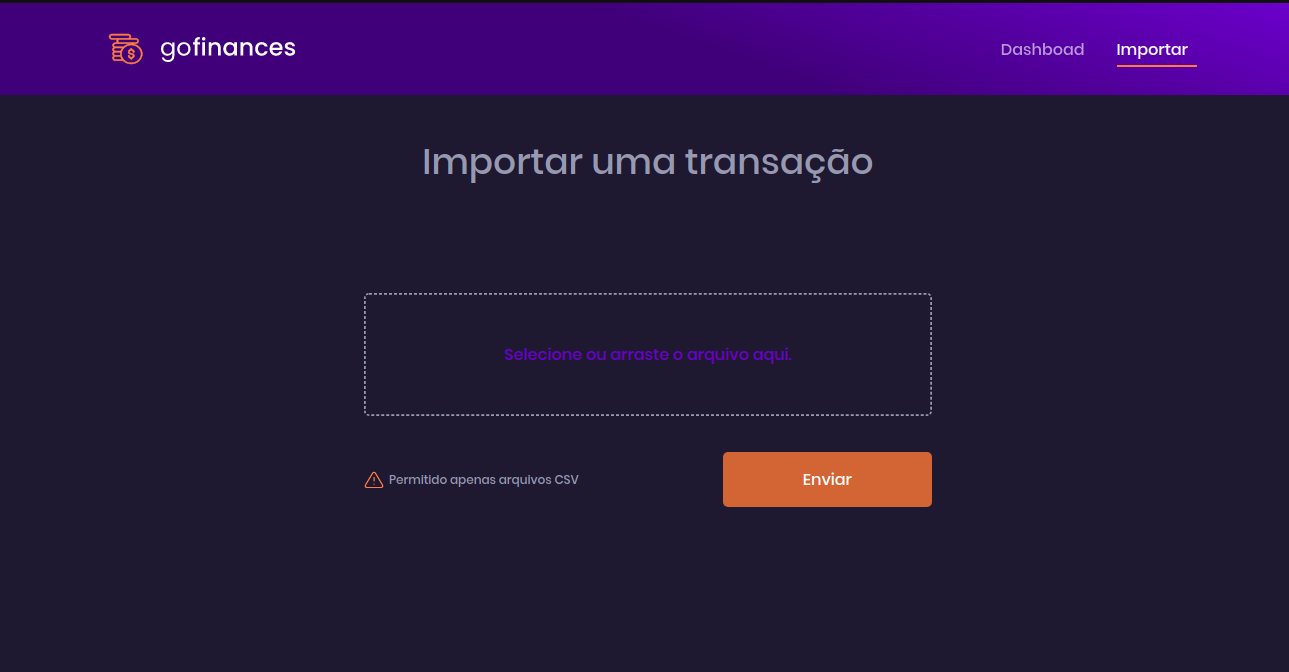 gofinances
Dashboad
Importar
Importar uma transação
Selecione ou arraste o arquivo aqui.
Permitido apenas arquivos CSV
Enviar